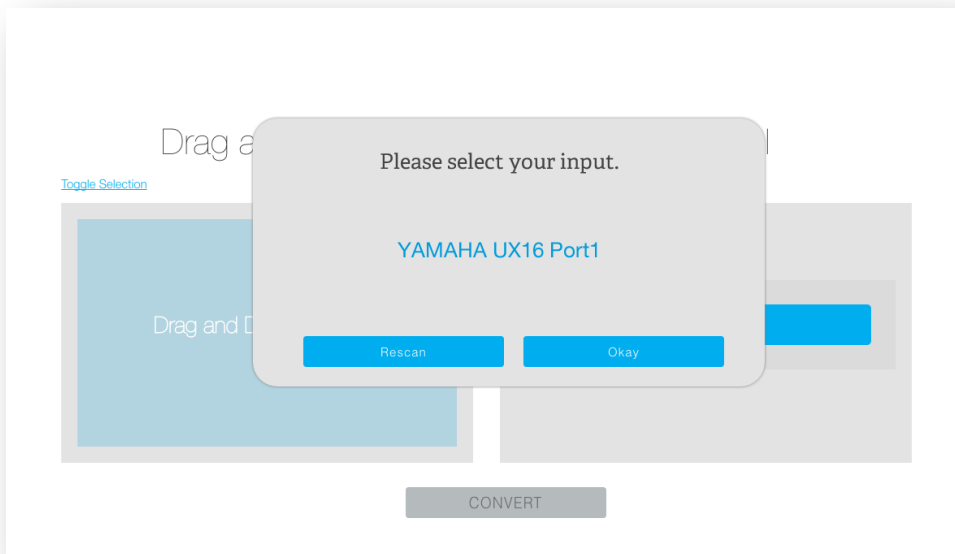 Drag a
Please select your input.
Toggle Selection
YAMAHA UX16 Port1
Drag and D
Rescan
Okay
CONVERT